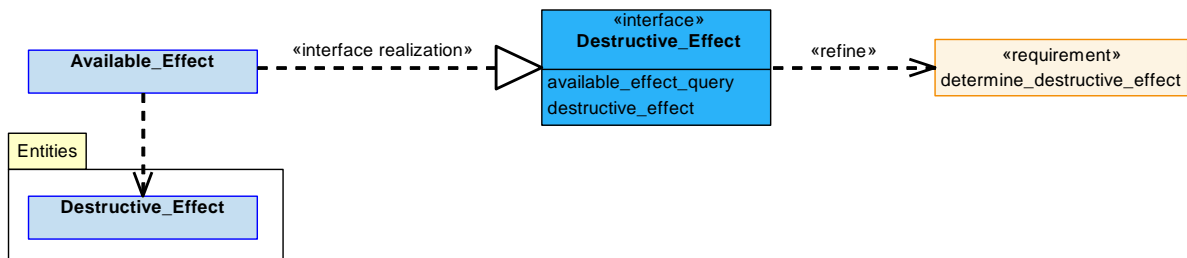 «interface»
Destructive_Effect
Available_Effect
«interface realization»
«refine»
«requirement»
determine_destructive_effect
available_effect_query
destructive_effect
Entities
Destructive_Effect